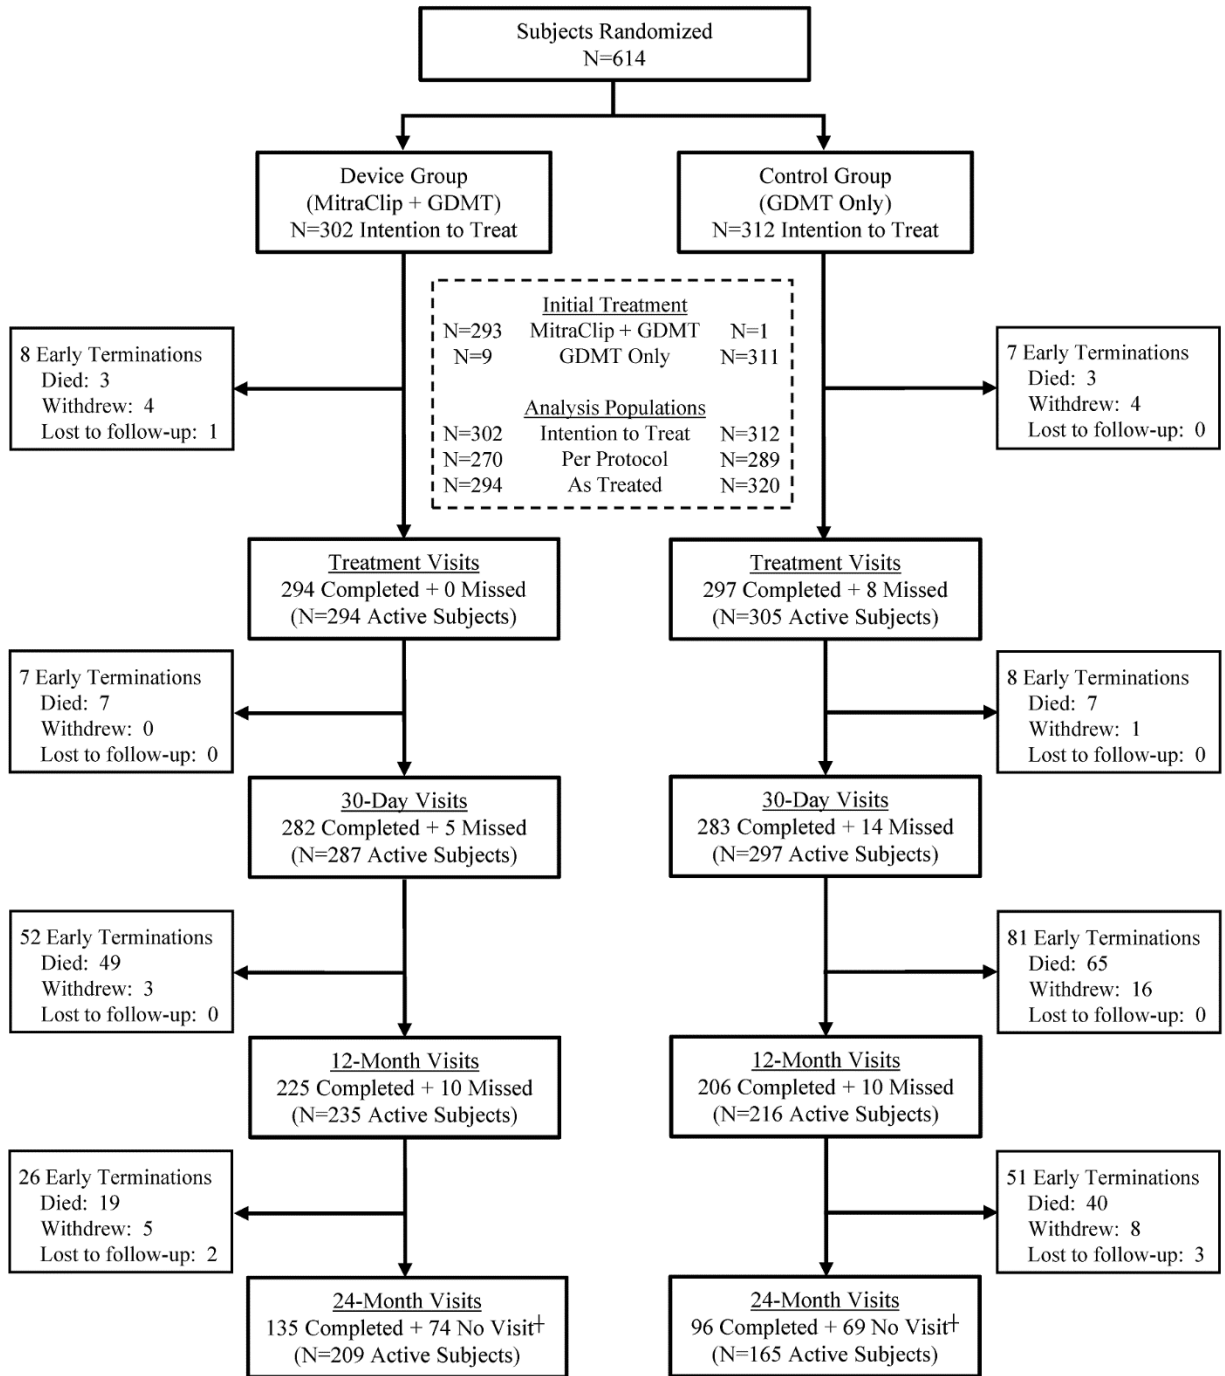 Subjects Randomized
N=614
Device Group
(MitraClip + GDMT)
N=302 Intention to Treat
Control Group
(GDMT Only)
N=312 Intention to Treat
Initial Treatment
N=293 MitraClip + GDMT N=1
N=9 GDMT Only N=311
Analysis Populations
N=302 Intention to Treat N=312
N=270 Per Protocol N=289
N=294 As Treated N=320
8 Early Terminations
Died: 3
Withdrew: 4
Lost to follow-up: 1
7 Early Terminations
Died: 3
Withdrew: 4
Lost to follow-up: 0
Treatment Visits
294 Completed + 0 Missed
(N=294 Active Subjects)
Treatment Visits
297 Completed + 8 Missed
(N=305 Active Subjects)
7 Early Terminations
Died: 7
Withdrew: 0
Lost to follow-up: 0
8 Early Terminations
Died: 7
Withdrew: 1
Lost to follow-up: 0
30-Day Visits
282 Completed + 5 Missed
(N=287 Active Subjects)
30-Day Visits
283 Completed + 14 Missed
(N=297 Active Subjects)
52 Early Terminations
Died: 49
Withdrew: 3
Lost to follow-up: 0
81 Early Terminations
Died: 65
Withdrew: 16
Lost to follow-up: 0
12-Month Visits
225 Completed + 10 Missed
(N=235 Active Subjects)
12-Month Visits
206 Completed + 10 Missed
(N=216 Active Subjects)
26 Early Terminations
Died: 19
Withdrew: 5
Lost to follow-up: 2
51 Early Terminations
Died: 40
Withdrew: 8
Lost to follow-up: 3
24-Month Visits
135 Completed + 74 No Visit†
(N=209 Active Subjects)
24-Month Visits
96 Completed + 69 No Visit†
(N=165 Active Subjects)